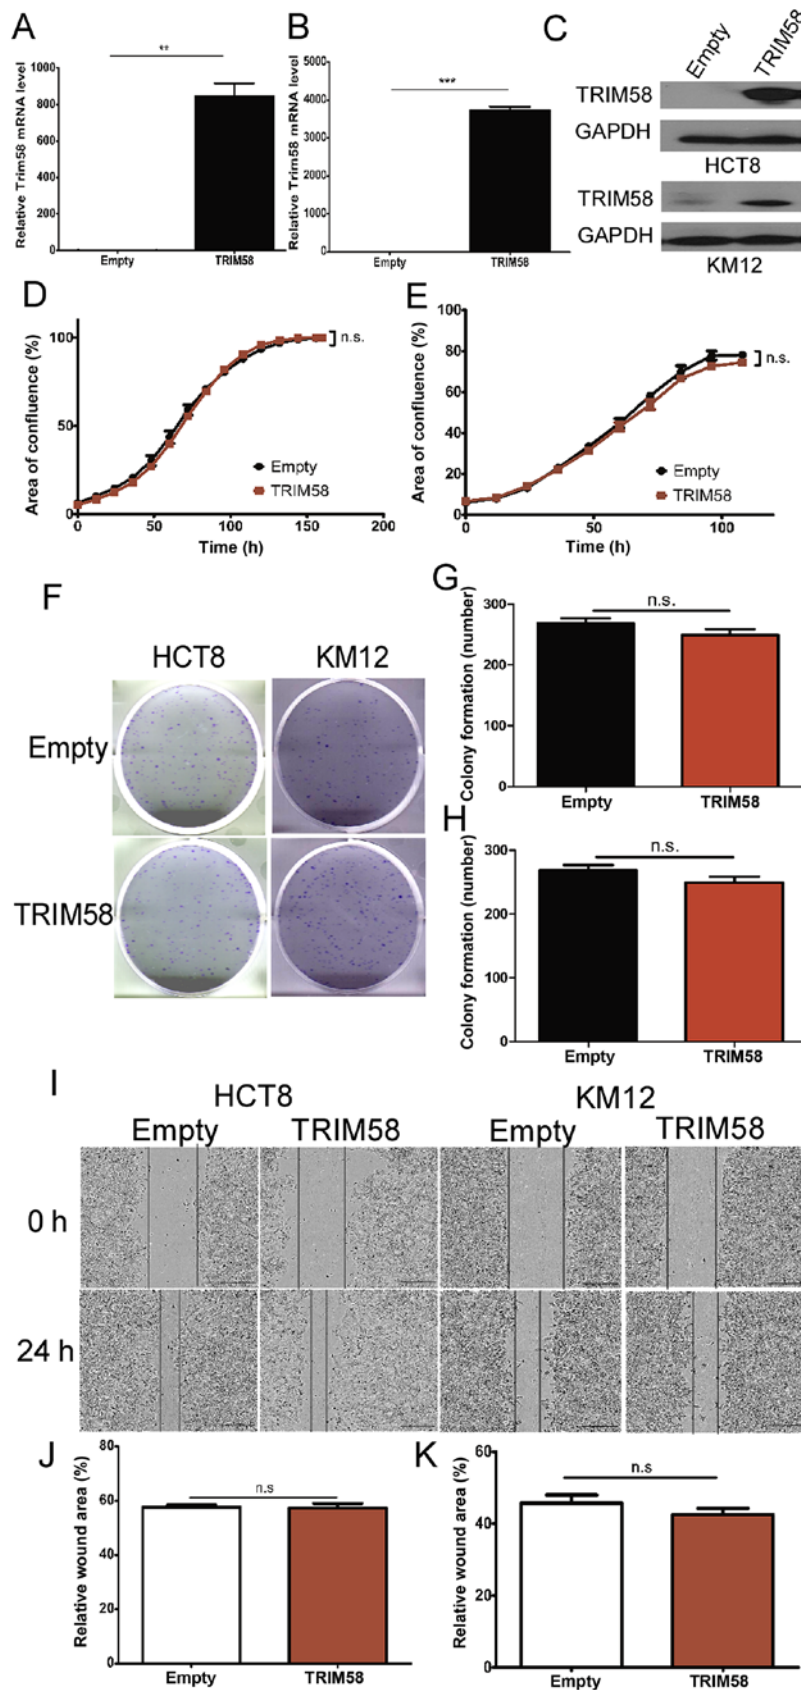 A
Relative Trim58 mRNA level
1000
800
600
400
200
0
**
Empty
TRIM58
B
Relative Trim58 mRNA level
5000
4000
3000
2000
1000
0
***
Empty
TRIM58
C
Empty
TRIM58
TRIM58
GAPDH
HCT8
TRIM58
GAPDH
KM12
D
Area of confluence (%)
100
50
0
n.s.
Empty
TRIM58
0
50
100
150
200
Time (h)
E
Area of confluence (%)
80
60
40
20
0
n.s.
Empty
TRIM58
0
50
100
Time (h)
F
HCT8
KM12
Empty
TRIM58
G
Colony formation (number)
300
200
100
0
n.s.
Empty
TRIM58
H
Colony formation (number)
300
200
100
0
n.s.
Empty
TRIM58
I
HCT8
KM12
Empty
TRIM58
Empty
TRIM58
0 h
24 h
J
Relative wound area (%)
80
60
40
20
0
n.s
Empty
TRIM58
K
Relative wound area (%)
60
40
20
0
n.s
Empty
TRIM58